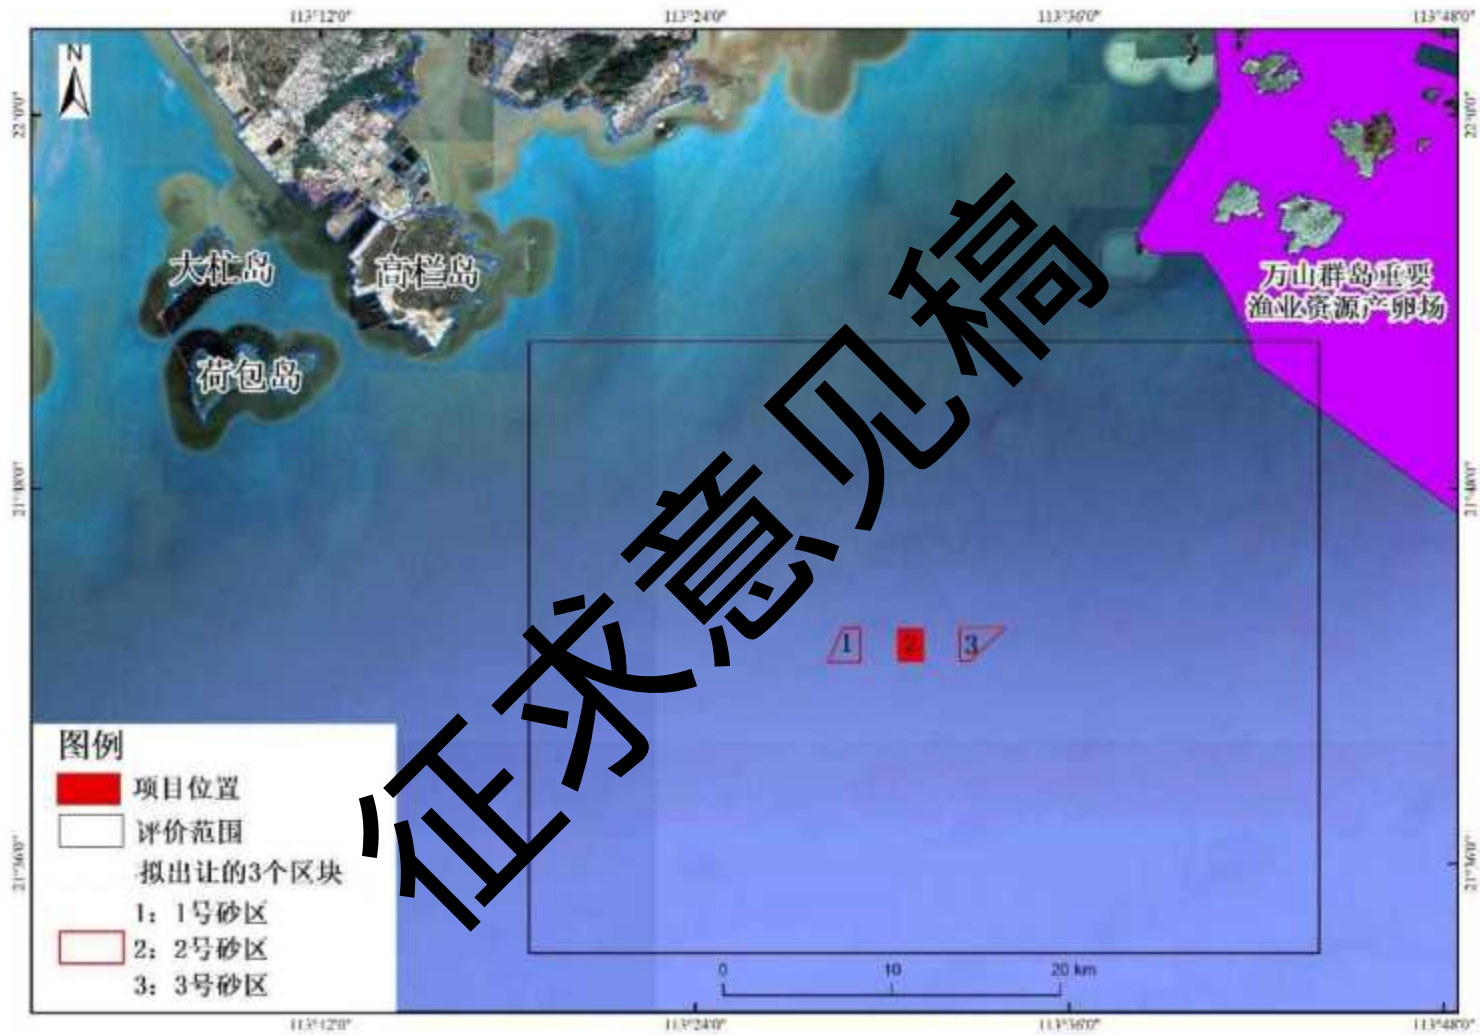 113°12'0" 113°24'0" 113°36'0" 113°48'0"
N
22°0'0" 22°0'0"
大杧岛
高栏岛
荷包岛
万山群岛重要
渔业资源产卵场
21°48'0" 21°48'0"
征求意见稿
1 2 3
图例
项目位置
评价范围
拟出让的3个区块
1：1号砂区
2：2号砂区
3：3号砂区
21°36'0" 21°36'0"
0 10 20 km
113°12'0" 113°24'0" 113°36'0" 113°48'0"